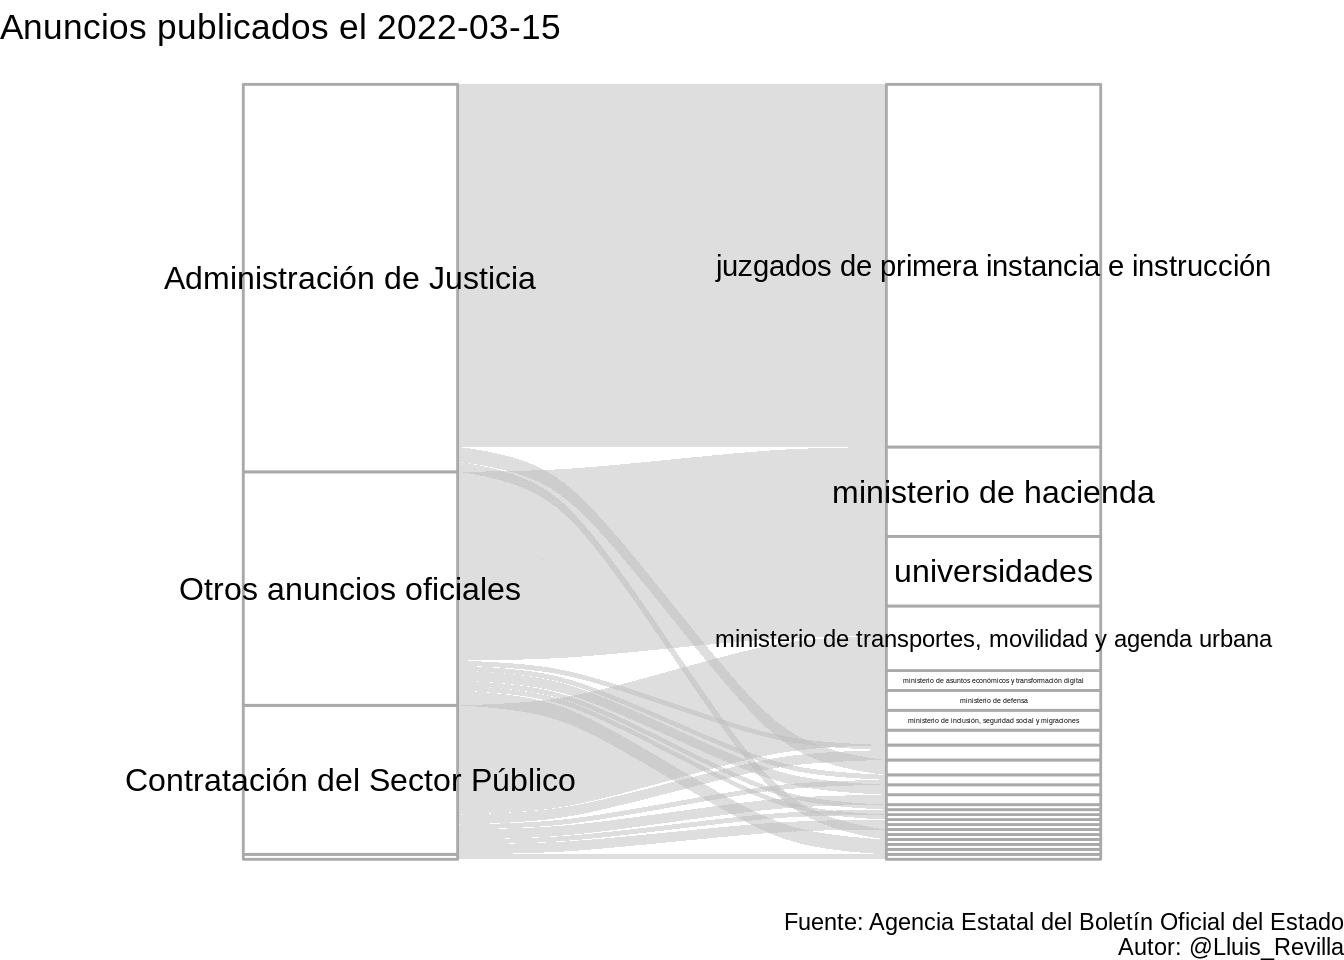 Anuncios publicados el 2022-03-15
Administración de Justicia
juzgados de primera instancia e instrucción
ministerio de hacienda
universidades
Otros anuncios oficiales
ministerio de transportes, movilidad y agenda urbana
ministerio de asuntos económicos y transformación digital
ministerio de defensa
ministerio de inclusión, seguridad social y migraciones
Contratación del Sector Público
Fuente: Agencia Estatal del Boletín Oficial del Estado
Autor: @Lluis_Revilla